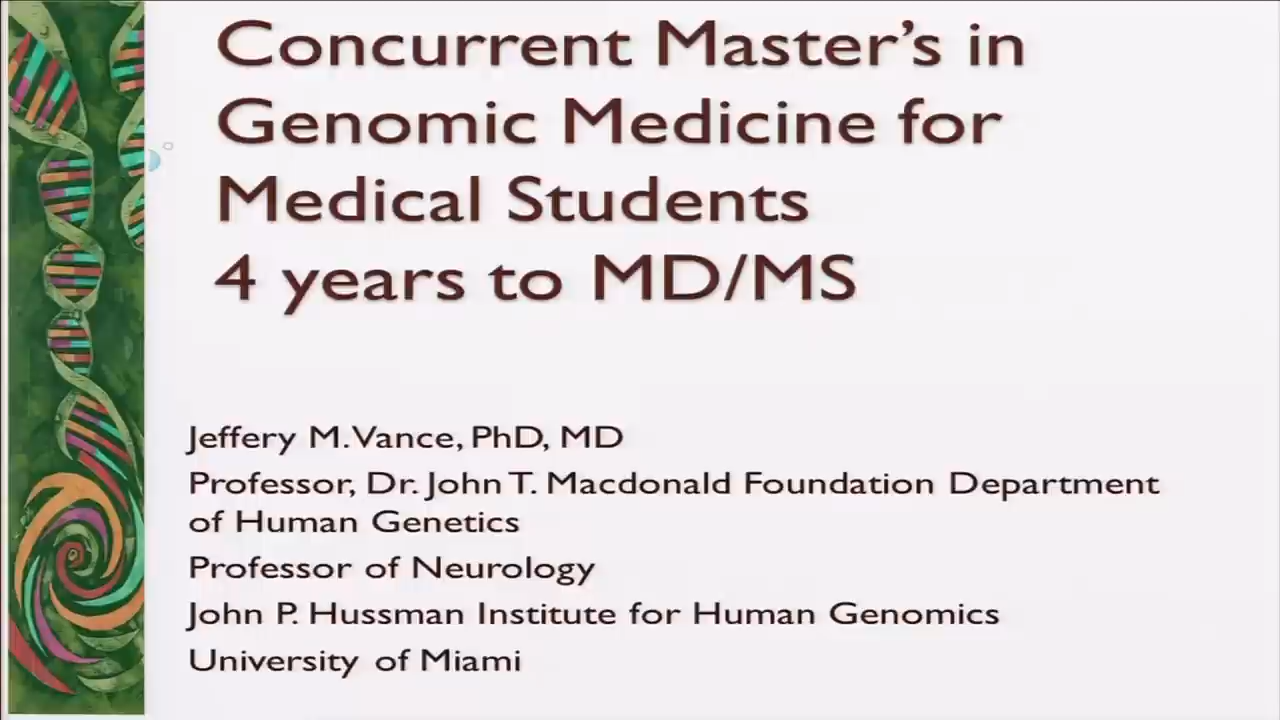 Concurrent Master's in
Genomic Medicine for
Medical Students
4 years to MD/MS
Jeffery M. Vance, PhD, MD
Professor, Dr. John T. Macdonald Foundation Department
of Human Genetics
Professor of Neurology
John P. Hussman Institute for Human Genomics
University of Miami